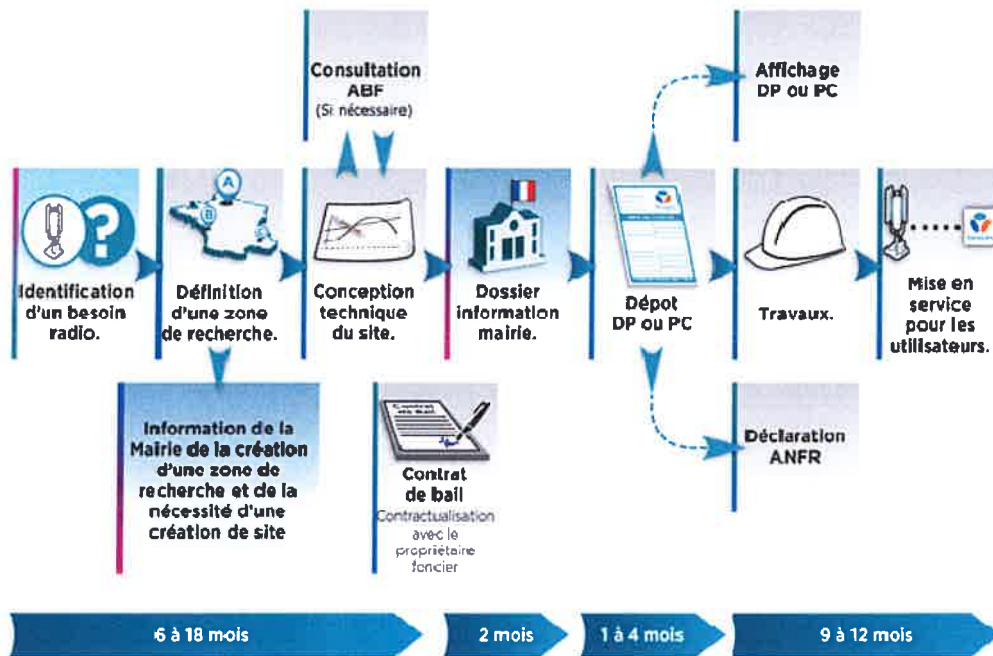 Consultation
ABF
(Si nécessaire)
Affichage
DP ou PC
A
B
C
?
Identification
d'un besoin
radio.
Définition
d'une zone
de recherche.
Conception
technique
du site.
Dossier
information
mairie.
Dépot
DP ou PC
Travaux.
Mise en
service
pour les
utilisateurs.
Information de la
Mairie de la création
d'une zone de
recherche et de la
nécessité d'une
création de site
Contrat
de Bail
Contrat
de bail
Contractualisation
avec le
propriétaire
foncier
Déclaration
ANFR
6 à 18 mois
2 mois
1 à 4 mois
9 à 12 mois